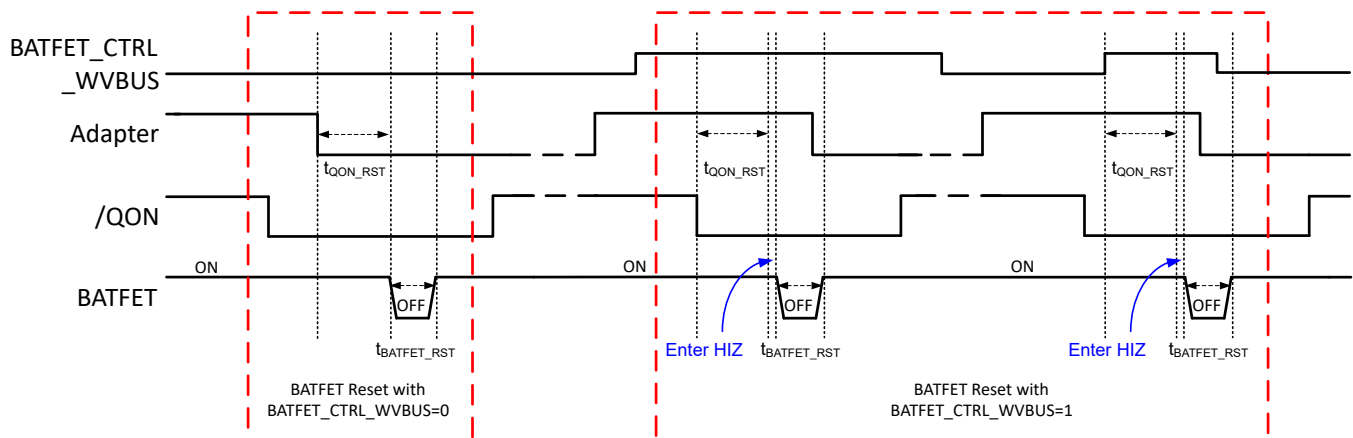 BATFET_CTRL
_WVBUS
Adapter
tQON_RST
tQON_RST
tQON_RST
/QON
ON
ON
ON
BATFET
OFF
OFF
OFF
tBATFET_RST
Enter HIZ
tBATFET_RST
Enter HIZ
tBATFET_RST
BATFET Reset with
BATFET_CTRL_WVBUS=0
BATFET Reset with
BATFET_CTRL_WVBUS=1